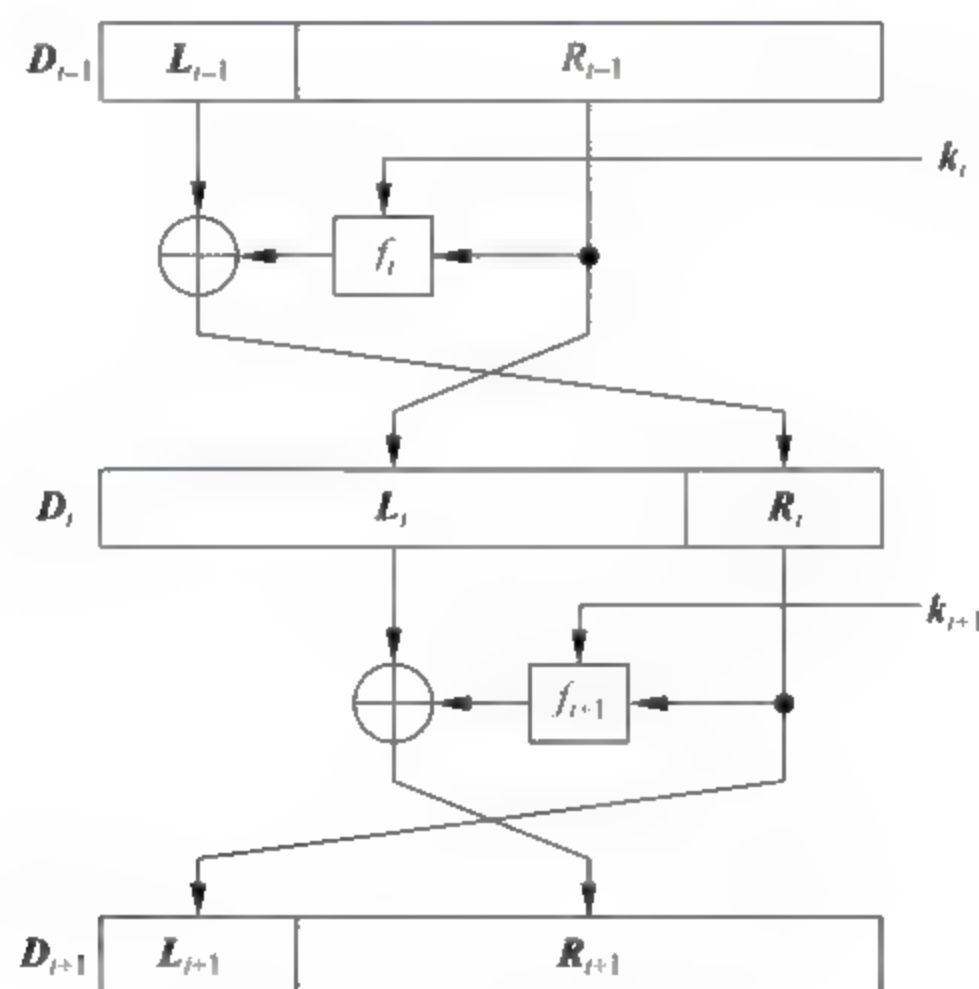 D_{i-1} L_{i-1} R_{i-1}
k_i
f_i
D_i L_i R_i
k_{i+1}
f_{i+1}
D_{i+1} L_{i+1} R_{i+1}